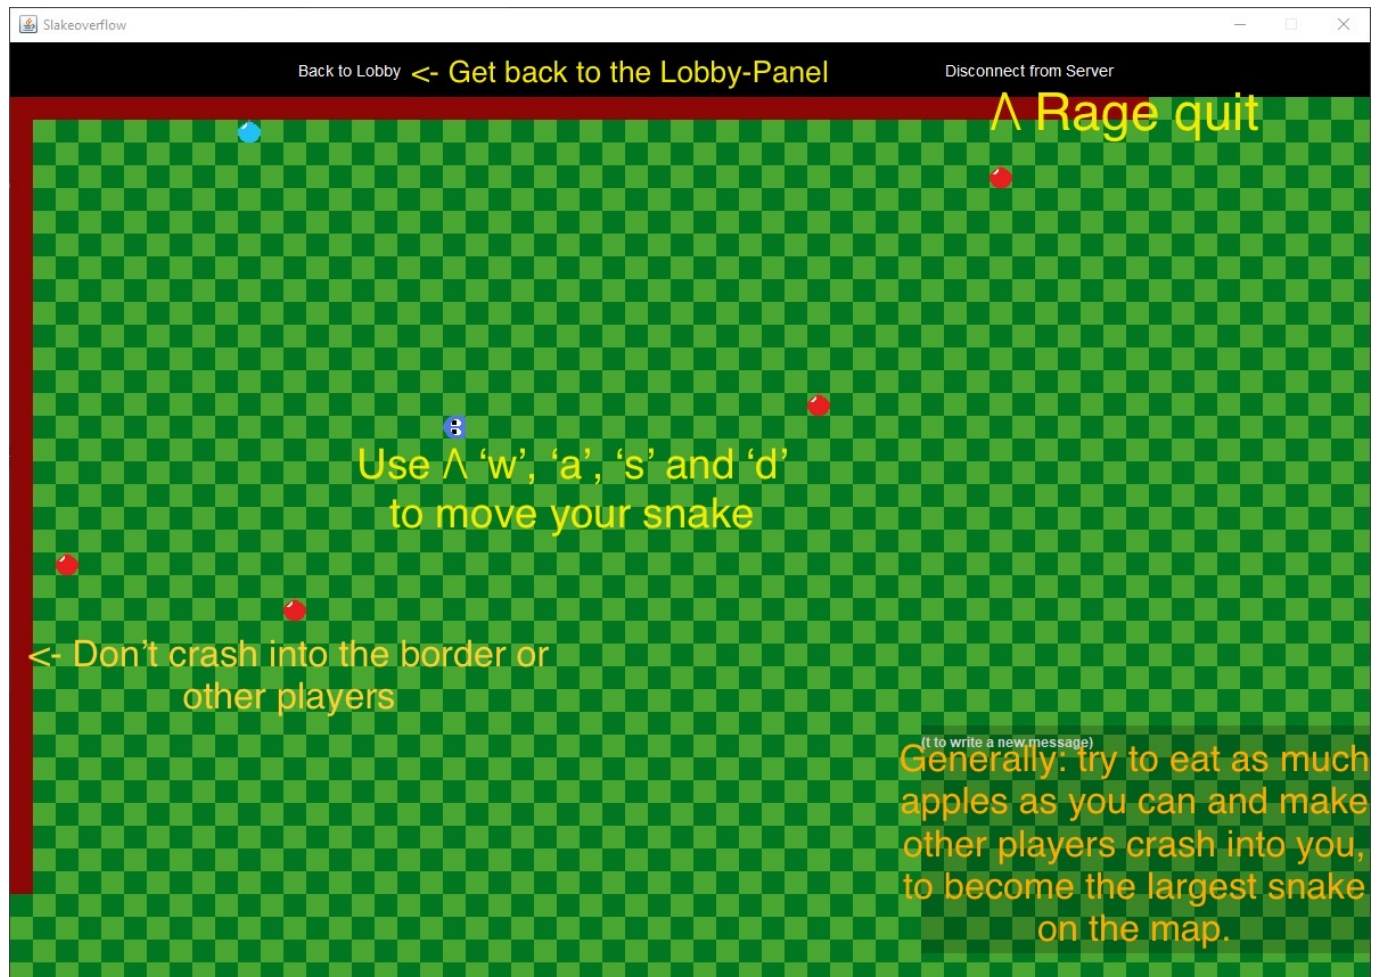 Slakeoverflow
Back to Lobby <- Get back to the Lobby-Panel Disconnect from Server
Λ Rage quit
Use Λ ‘w’, ‘a’, ‘s’ and ‘d’
to move your snake
<- Don’t crash into the border or
other players
(t to write a new message)
Generally: try to eat as much
apples as you can and make
other players crash into you,
to become the largest snake
on the map.